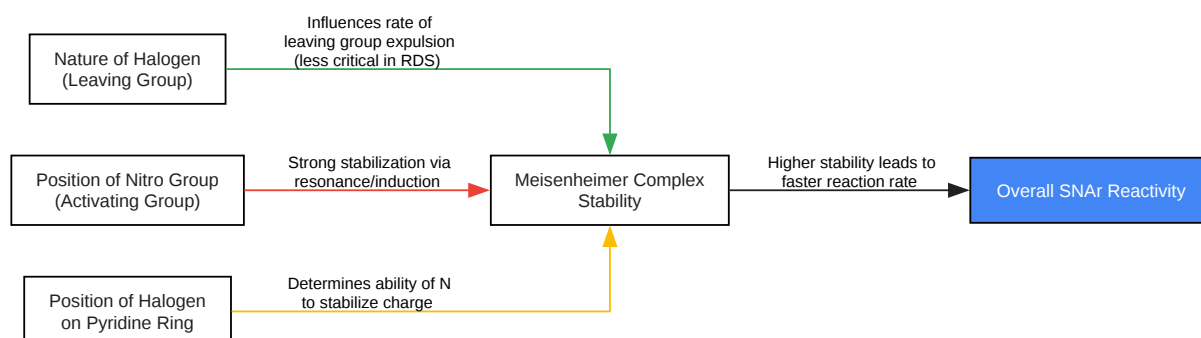 Influences rate of
leaving group expulsion
(less critical in RDS)
Nature of Halogen
(Leaving Group)
Position of Nitro Group
(Activating Group)
Strong stabilization via
resonance/induction
Meisenheimer Complex
Stability
Higher stability leads to
faster reaction rate
Overall SNAr Reactivity
Position of Halogen
on Pyridine Ring
Determines ability of N
to stabilize charge